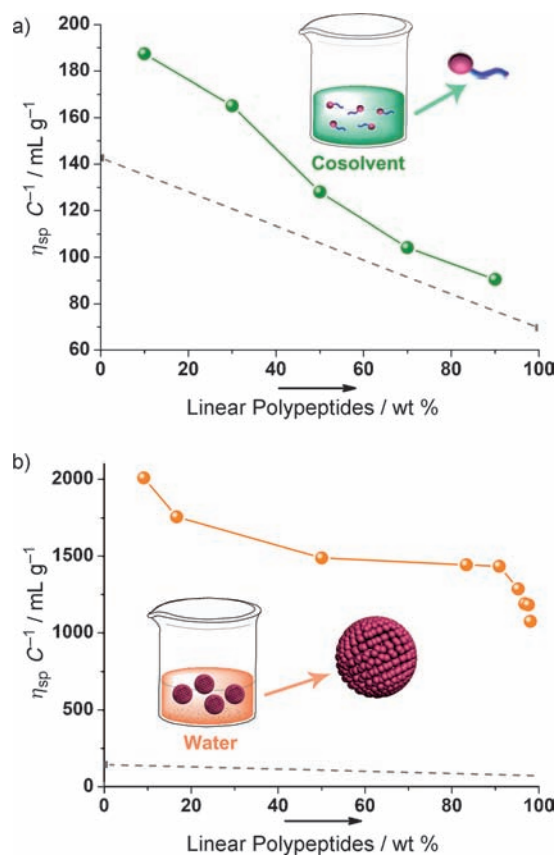 a)
200
180
160
140
120
100
80
60
η_sp C⁻¹ / mL g⁻¹
Cosolvent
0 20 40 60 80 100
Linear Polypeptides / wt %
b)
2000
1500
1000
500
0
η_sp C⁻¹ / mL g⁻¹
Water
0 20 40 60 80 100
Linear Polypeptides / wt %